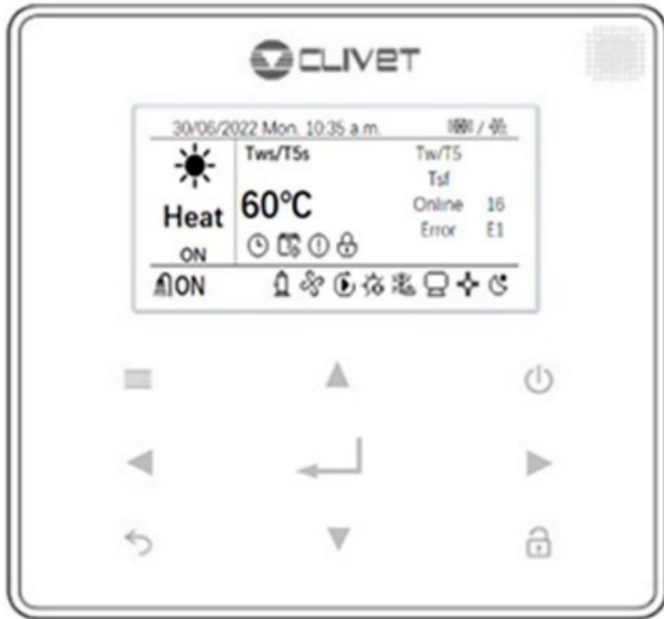 CLIVET
30/06/2022 Mon. 10:35 a.m. /
Tws/T5s Tw/T5
Tsf
Heat 60°C Online 16
Error E1
ON
ON